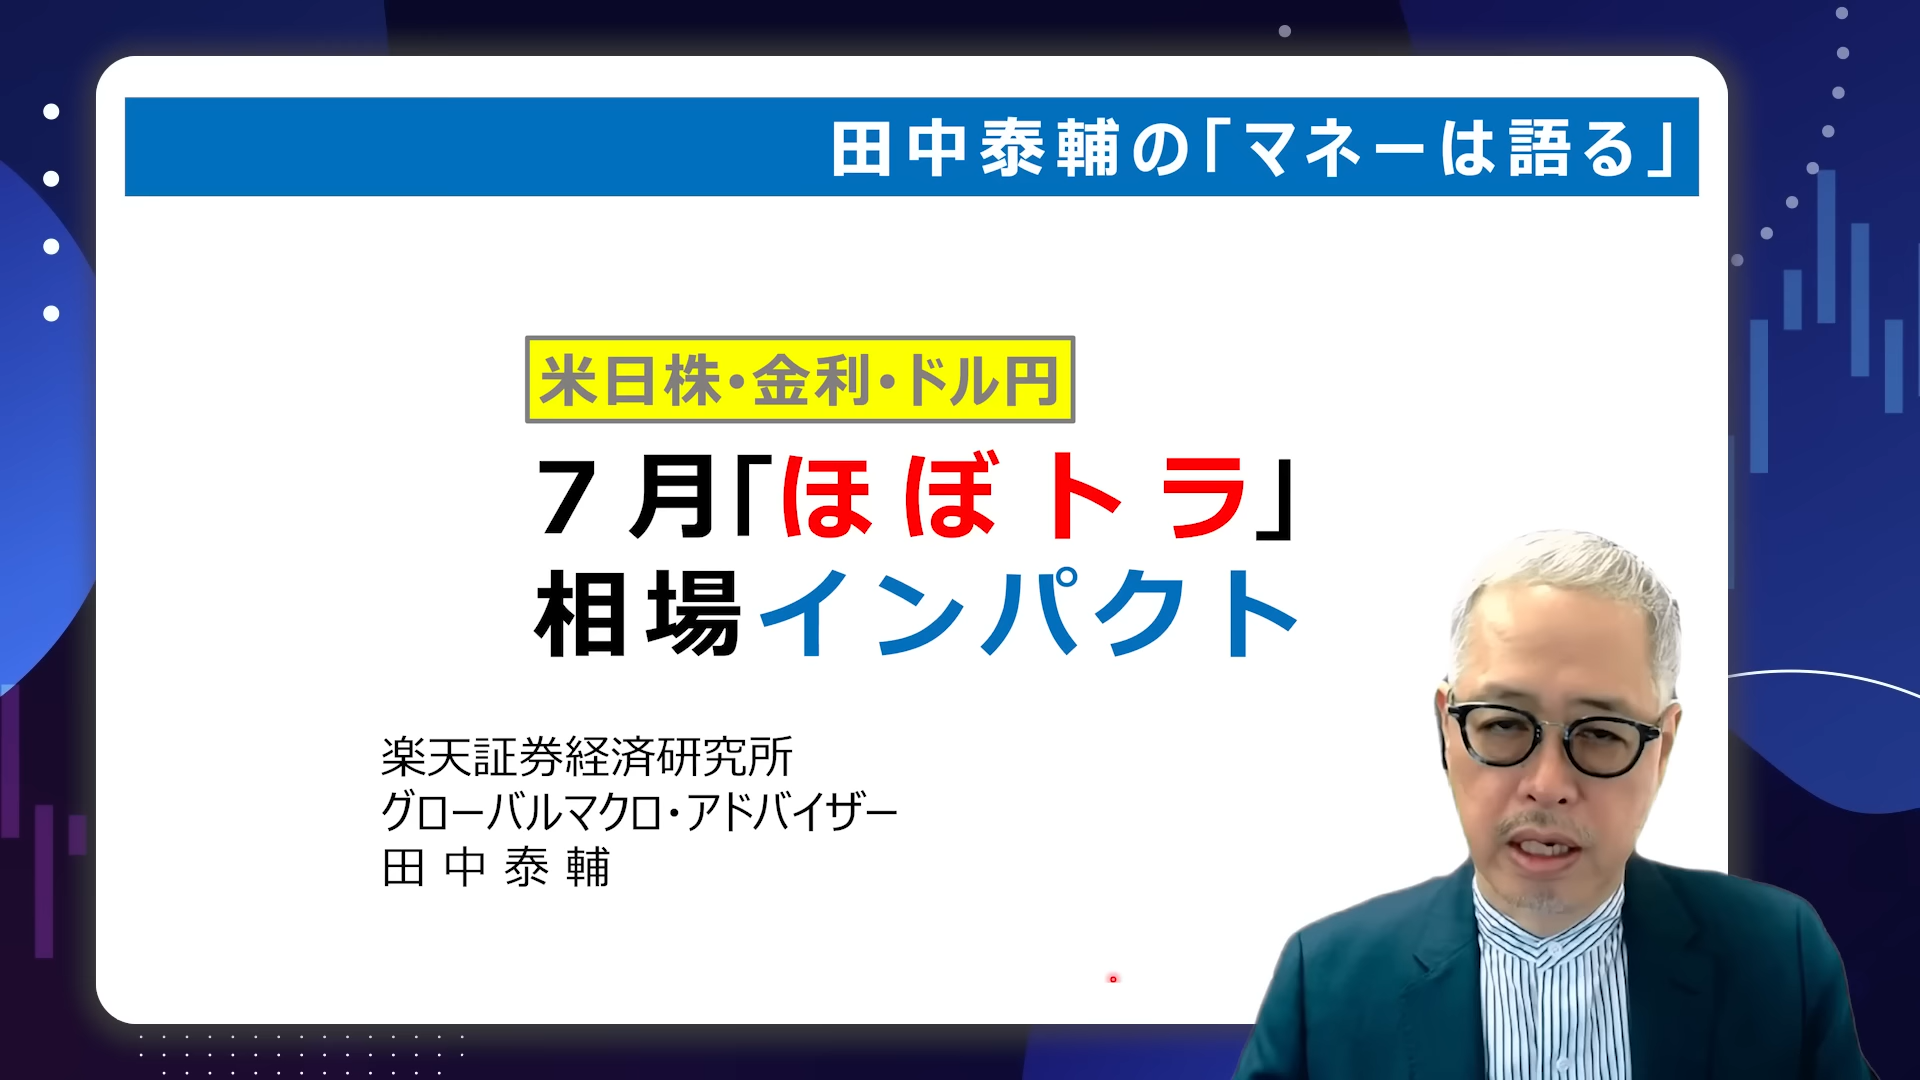 田中泰輔の「マネーは語る」
米日株・金利・ドル円
７月「ほぼトラ」
相場インパクト
楽天証券経済研究所
グローバルマクロ・アドバイザー
田中泰輔